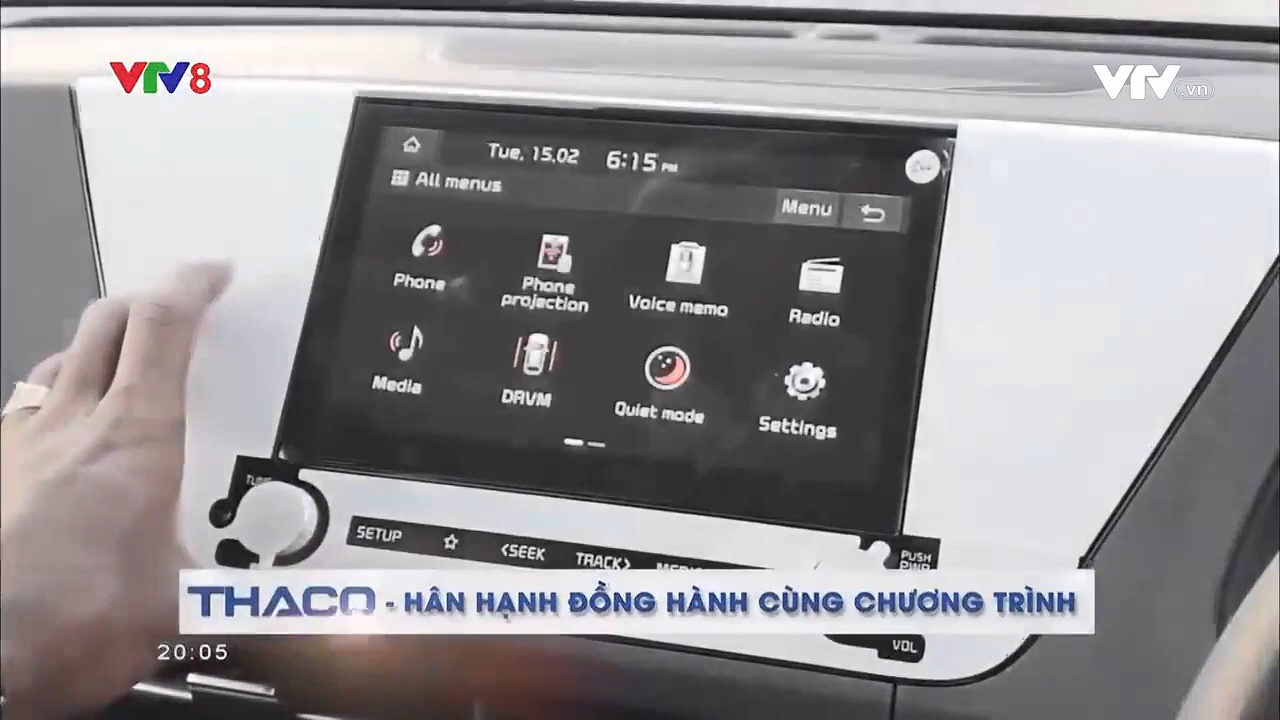 VTV8
VTV.vn
Tue, 15.02 6:15 PM
All menus
Menu
Phone
Phone projection
Voice memo
Radio
Media
DRVM
Quiet mode
Settings
TUNE
SETUP ☆ <SEEK TRACK>
PUSH
PWR
THACO - HÂN HẠNH ĐỒNG HÀNH CÙNG CHƯƠNG TRÌNH
VOL
20:05